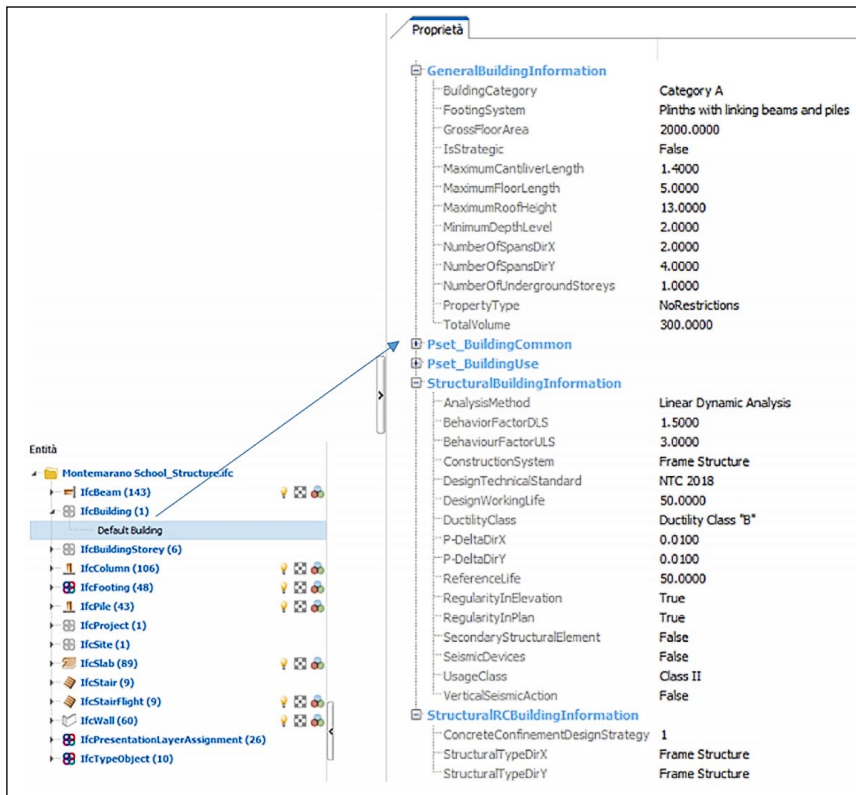 Proprietà
GeneralBuildingInformation
BuildingCategory Category A
FootingSystem Plinths with linking beams and piles
GrossFloorArea 2000.0000
IsStrategic False
MaximumCantiliverLength 1.4000
MaximumFloorLength 5.0000
MaximumRoofHeight 13.0000
MinimumDepthLevel 2.0000
NumberOfSpansDirX 2.0000
NumberOfSpansDirY 4.0000
NumberOfUndergroundStoreys 1.0000
PropertyType NoRestrictions
TotalVolume 300.0000
Pset_BuildingCommon
Pset_BuildingUse
StructuralBuildingInformation
AnalysisMethod Linear Dynamic Analysis
BehaviorFactorDLS 1.5000
BehaviourFactorULS 3.0000
ConstructionSystem Frame Structure
DesignTechnicalStandard NTC 2018
DesignWorkingLife 50.0000
DuctilityClass Ductility Class "B"
P-DeltaDirX 0.0100
P-DeltaDirY 0.0100
ReferenceLife 50.0000
RegularityInElevation True
RegularityInPlan True
SecondaryStructuralElement False
SeismicDevices False
UsageClass Class II
VerticalSeismicAction False
StructuralRCBuildingInformation
ConcreteConfinementDesignStrategy 1
StructuralTypeDirX Frame Structure
StructuralTypeDirY Frame Structure
Entità
Montemarano School_Structure.ifc
IfcBeam (143)
IfcBuilding (1)
Default Building
IfcBuildingStorey (6)
IfcColumn (106)
IfcFooting (48)
IfcPile (43)
IfcProject (1)
IfcSite (1)
IfcSlab (89)
IfcStair (9)
IfcStairFlight (9)
IfcWall (60)
IfcPresentationLayerAssignment (26)
IfcTypeObject (10)